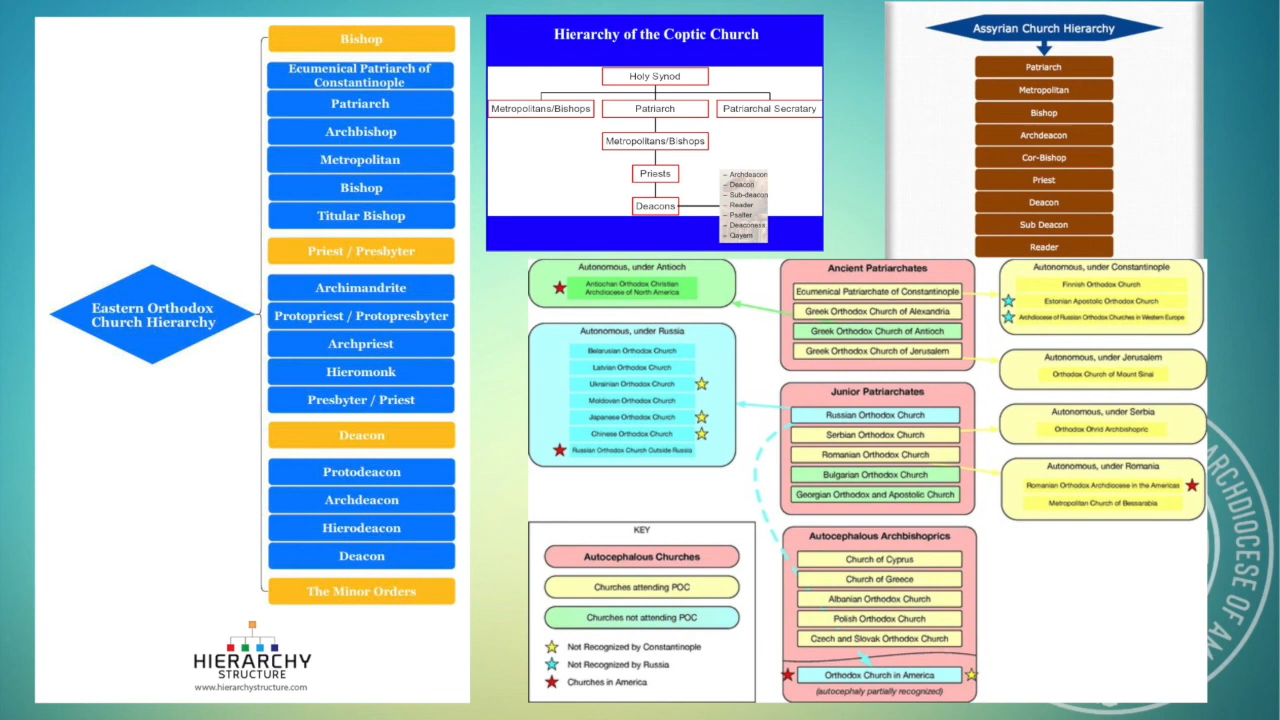 Eastern Orthodox
Church Hierarchy
Bishop
Ecumenical Patriarch of
Constantinople
Patriarch
Archbishop
Metropolitan
Bishop
Titular Bishop
Priest / Presbyter
Archimandrite
Protopriest / Protopresbyter
Archpriest
Hieromonk
Presbyter / Priest
Deacon
Protodeacon
Archdeacon
Hierodeacon
Deacon
The Minor Orders
HIERARCHY
STRUCTURE
www.hierarchystructure.com
Hierarchy of the Coptic Church
Holy Synod
Metropolitans/Bishops
Patriarch
Patriarchal Secratary
Metropolitans/Bishops
Priests
Deacons
– Archdeacon
– Deacon
– Sub-deacon
– Reader
– Psalter
– Deaconess
– Qayem
Assyrian Church Hierarchy
Patriarch
Metropolitan
Bishop
Archdeacon
Cor-Bishop
Priest
Deacon
Sub Deacon
Reader
Autonomous, under Antioch
Antiochian Orthodox Christian
Archdiocese of North America
Autonomous, under Russia
Belarusian Orthodox Church
Latvian Orthodox Church
Ukrainian Orthodox Church
Moldovan Orthodox Church
Japanese Orthodox Church
Chinese Orthodox Church
Russian Orthodox Church Outside Russia
KEY
Autocephalous Churches
Churches attending POC
Churches not attending POC
Not Recognized by Constantinople
Not Recognized by Russia
Churches in America
Ancient Patriarchates
Ecumenical Patriarchate of Constantinople
Greek Orthodox Church of Alexandria
Greek Orthodox Church of Antioch
Greek Orthodox Church of Jerusalem
Junior Patriarchates
Russian Orthodox Church
Serbian Orthodox Church
Romanian Orthodox Church
Bulgarian Orthodox Church
Georgian Orthodox and Apostolic Church
Autocephalous Archbishoprics
Church of Cyprus
Church of Greece
Albanian Orthodox Church
Polish Orthodox Church
Czech and Slovak Orthodox Church
Orthodox Church in America
(autocephaly partially recognized)
Autonomous, under Constantinople
Finnish Orthodox Church
Estonian Apostolic Orthodox Church
Archdiocese of Russian Orthodox Churches in Western Europe
Autonomous, under Jerusalem
Orthodox Church of Mount Sinai
Autonomous, under Serbia
Orthodox Ohrid Archbishopric
Autonomous, under Romania
Romanian Orthodox Archdiocese in the Americas
Metropolitan Church of Bessarabia
ARCHDIOCESE OF AM